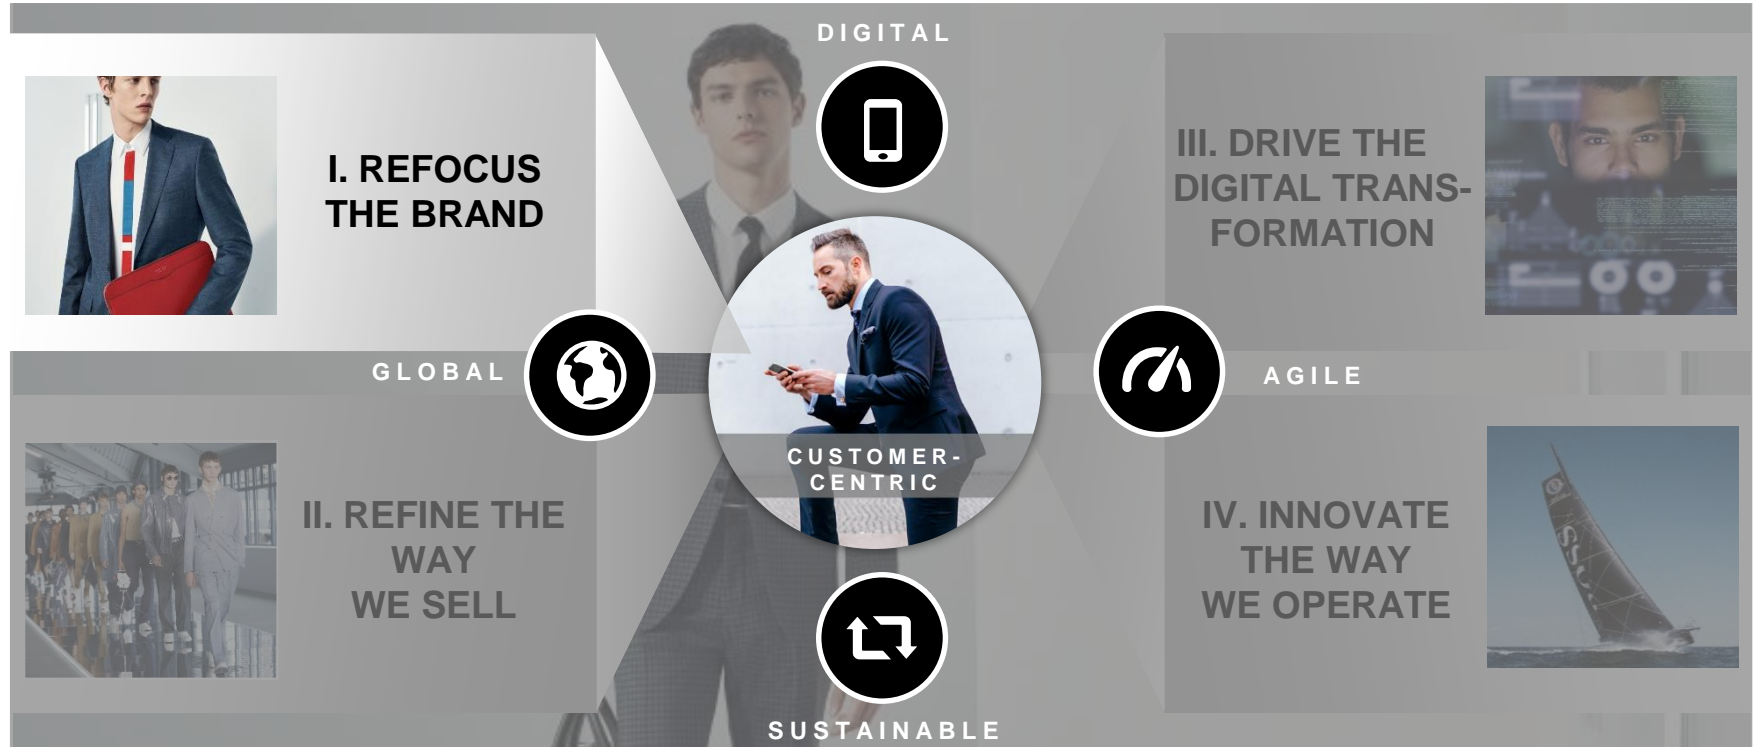 DIGITAL
I. REFOCUS
THE BRAND
III. DRIVE THE
DIGITAL TRANS-
FORMATION
GLOBAL
AGILE
CUSTOMER-
CENTRIC
II. REFINE THE
WAY
WE SELL
IV. INNOVATE
THE WAY
WE OPERATE
SUSTAINABLE